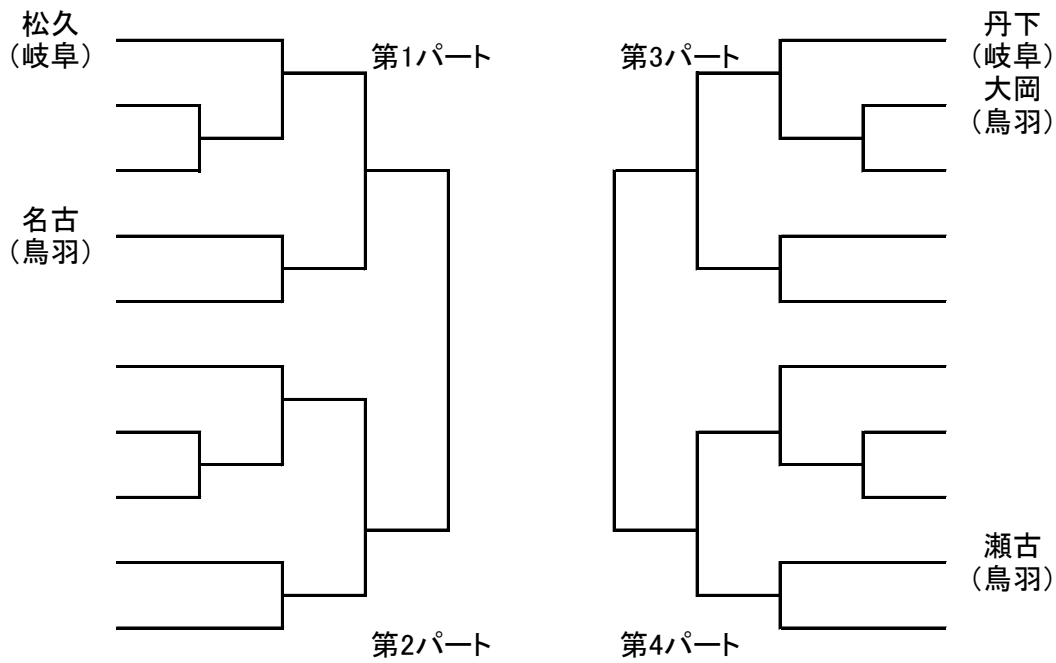 松久
(岐阜)
第1パート
名古
(鳥羽)
第2パート
第3パート
丹下
(岐阜)
大岡
(鳥羽)
瀬古
(鳥羽)
第4パート